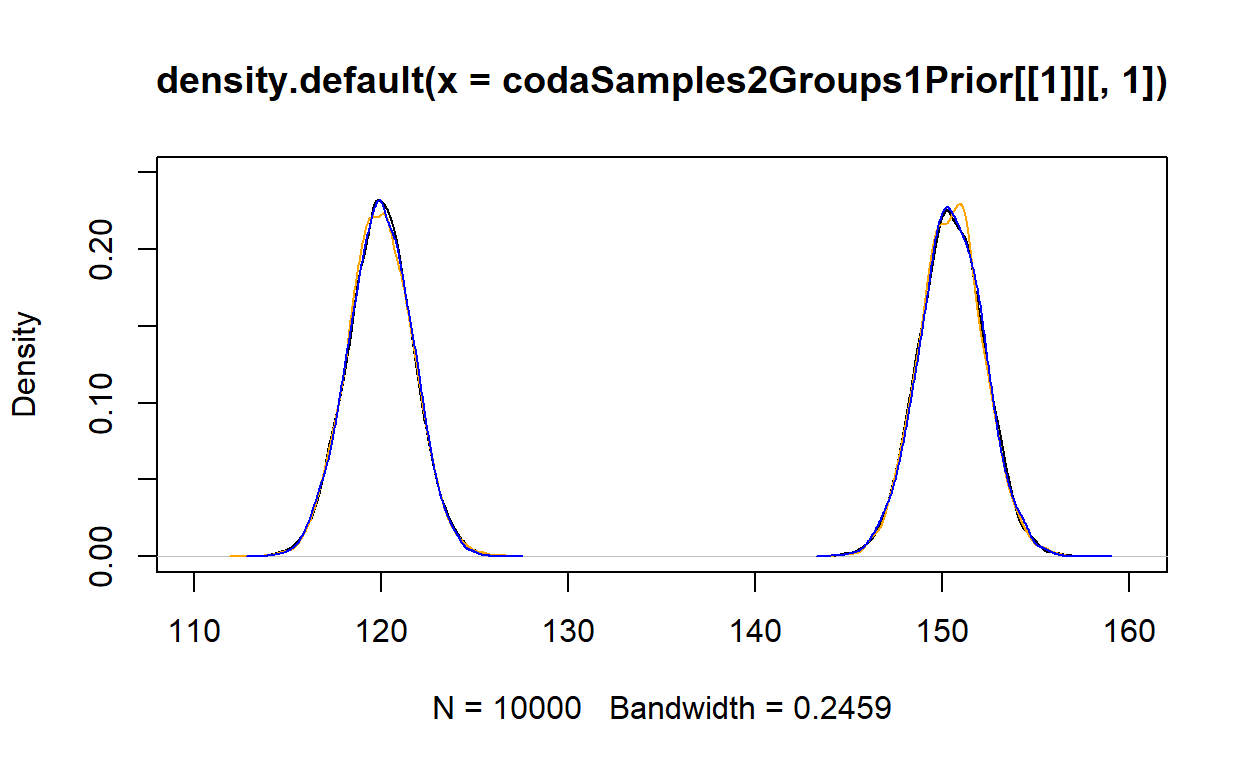 density.default(x = codaSamples2Groups1Prior[[1]][, 1])
Density
0.20
0.10
0.00
110 120 130 140 150 160
N = 10000 Bandwidth = 0.2459